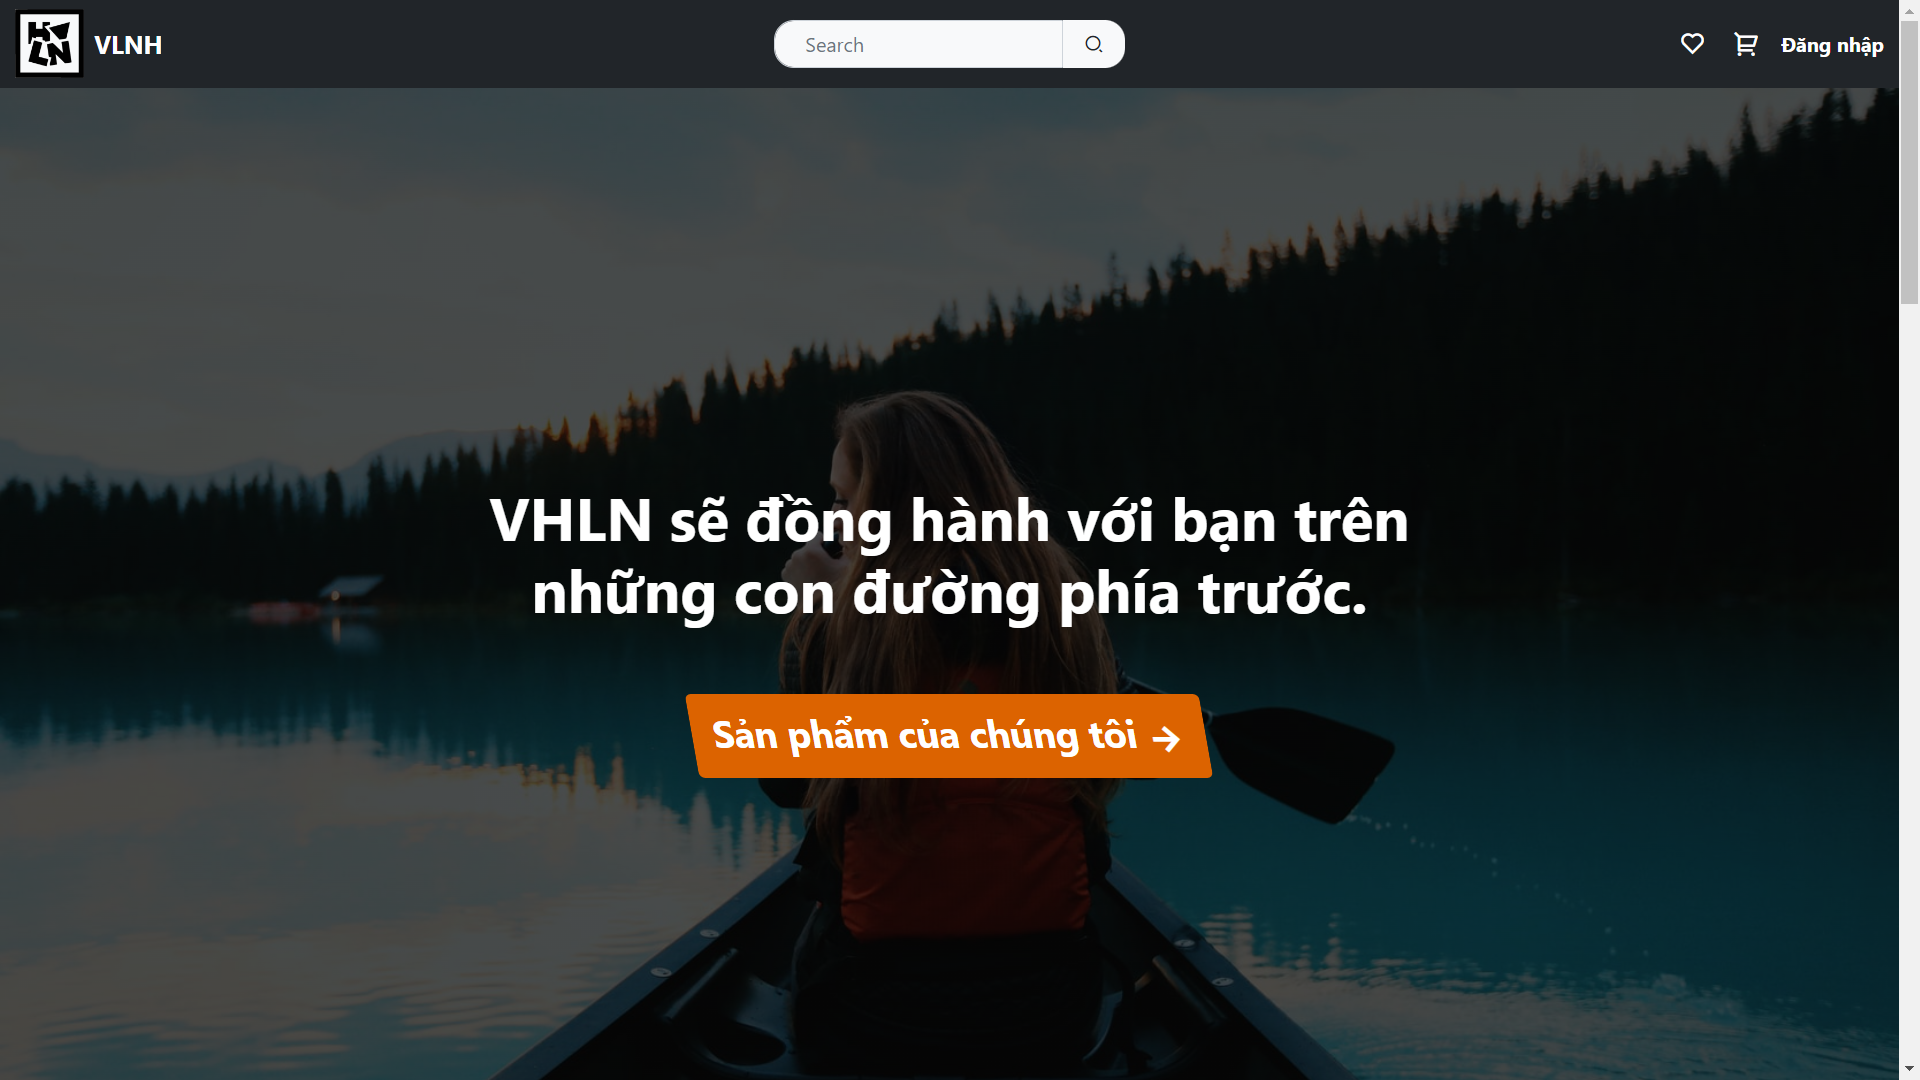 VLNH
Search
Đăng nhập
VHLN sẽ đồng hành với bạn trên
những con đường phía trước.
Sản phẩm của chúng tôi →